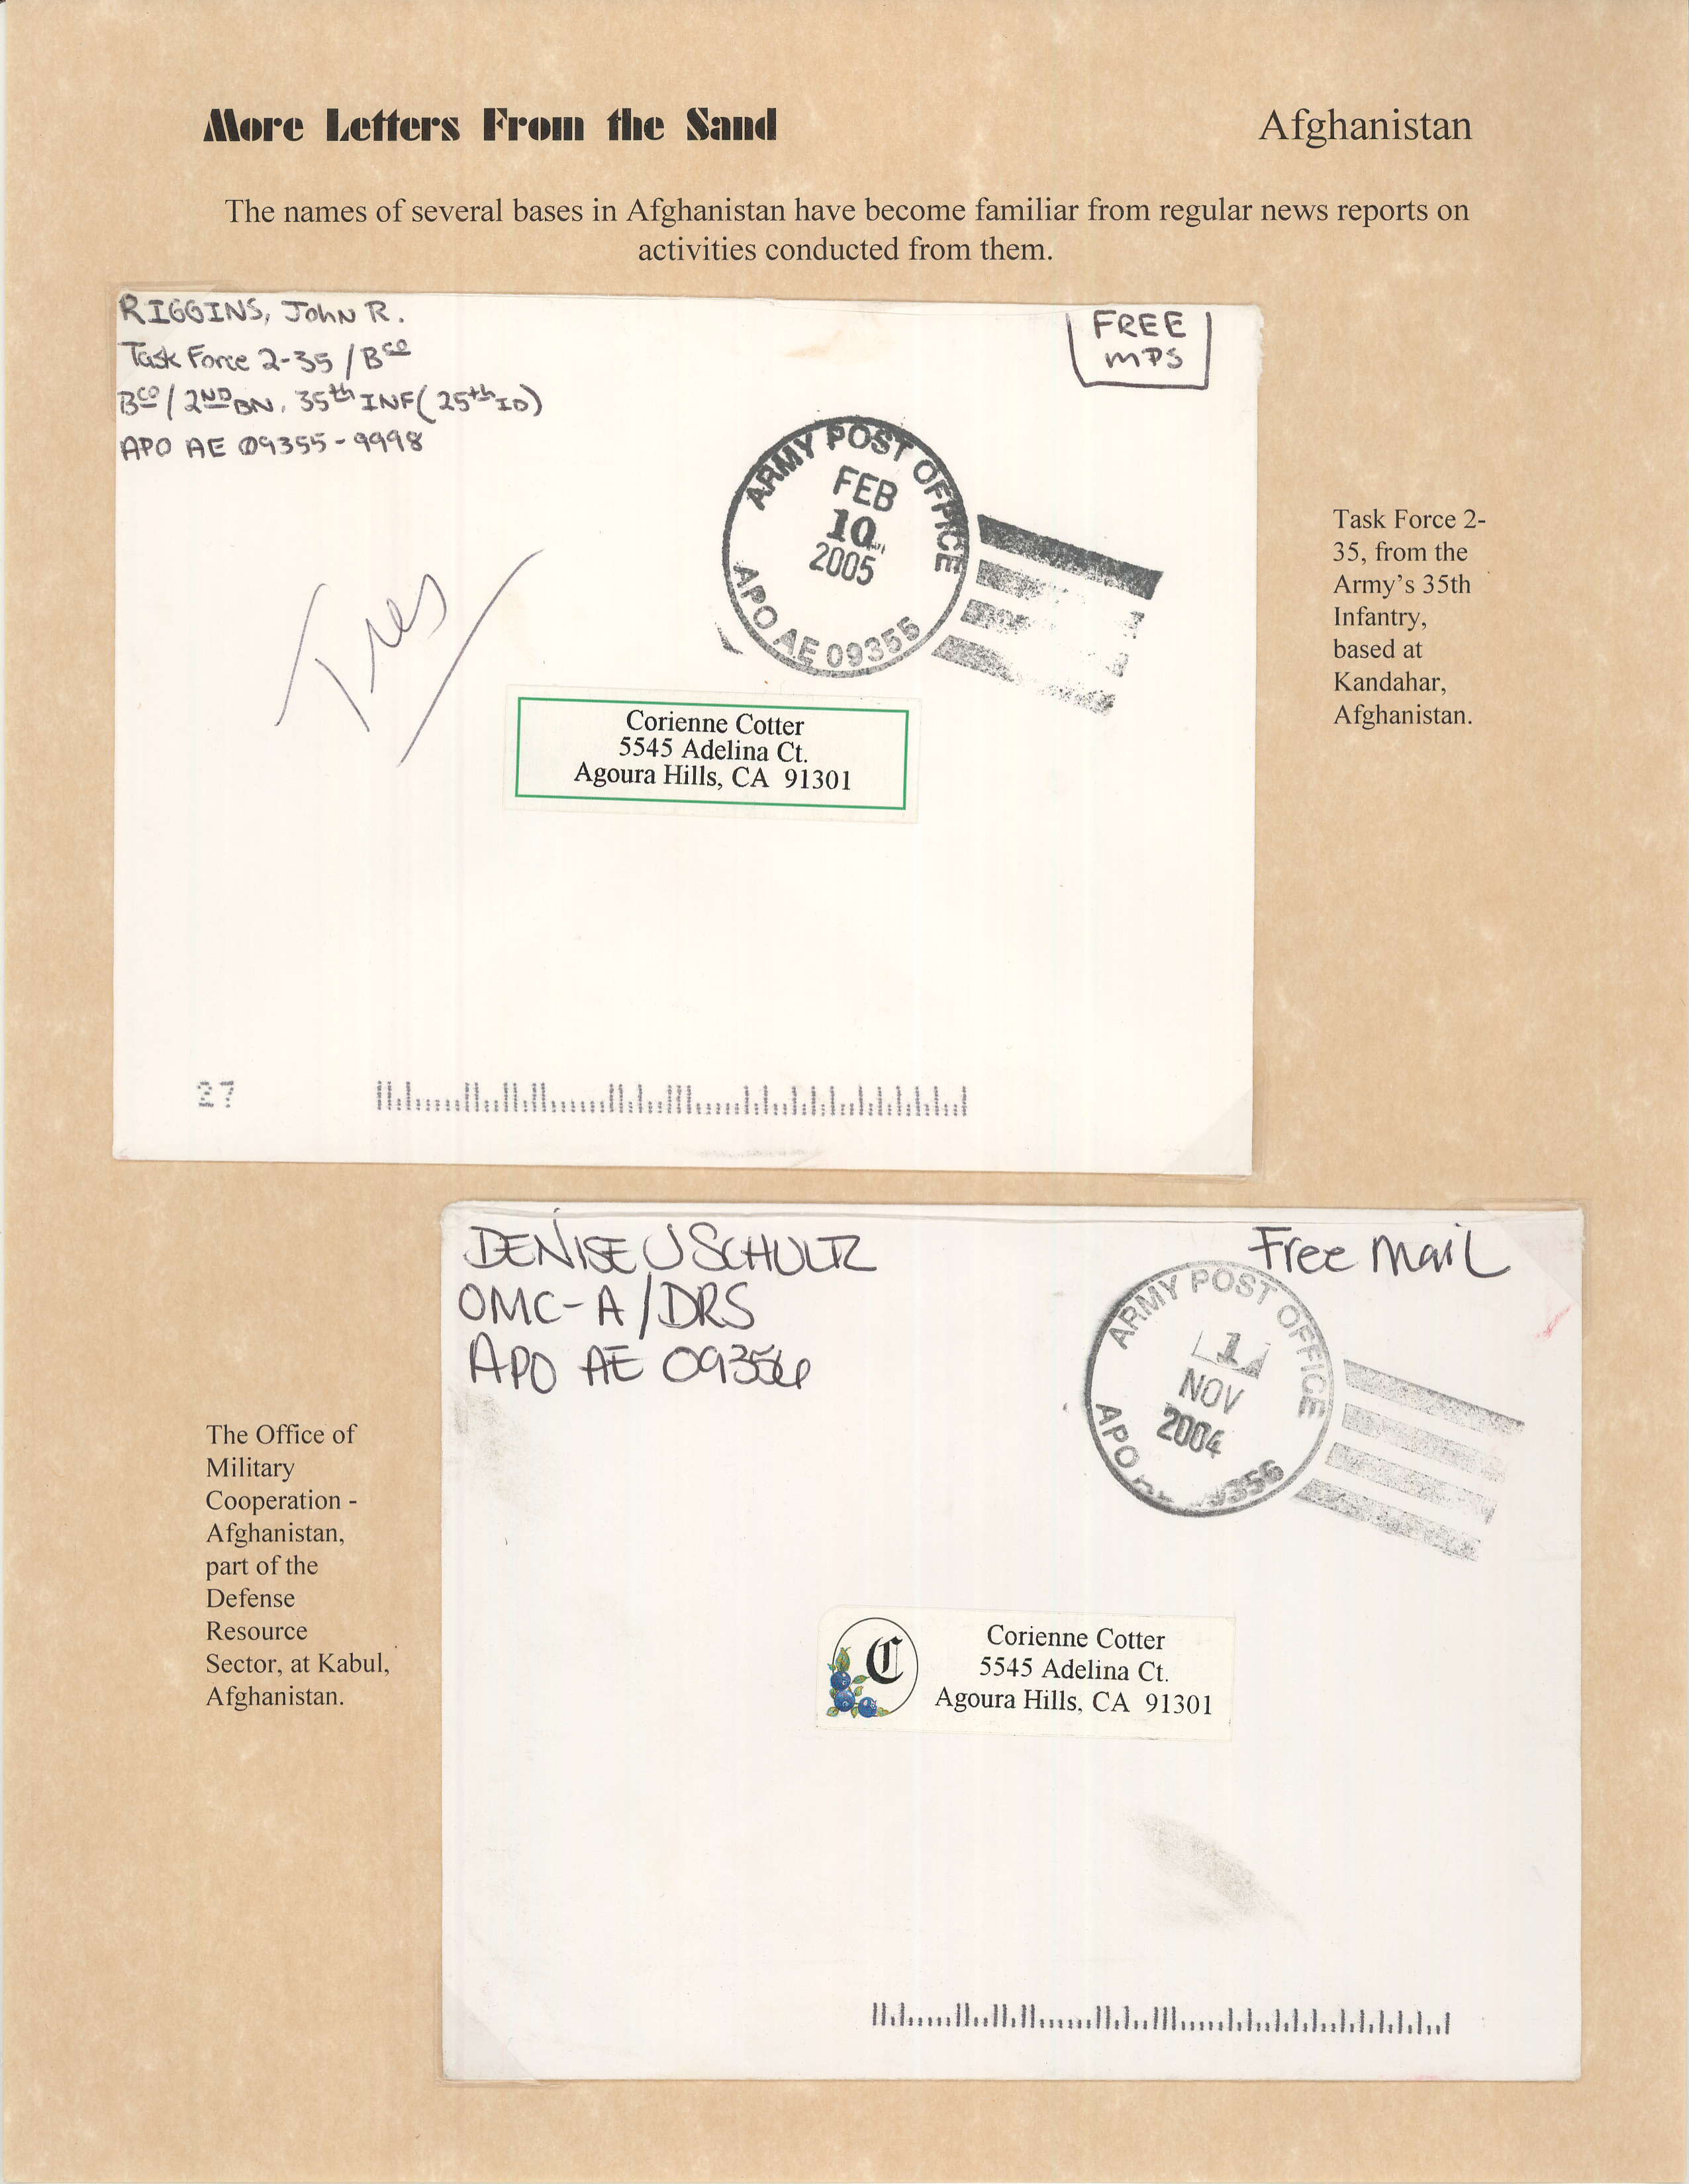 More Letters From the Sand
Afghanistan
The names of several bases in Afghanistan have become familiar from regular news reports on
activities conducted from them.
RIGGINS, John R.
Task Force 2-35 / Bco
Bco / 2ND BN, 35th INF (25th ID)
APO AE 09355-9998
FREE
MPS
ARMY POST OFFICE
FEB
10
2005
APO AE 09355
Corienne Cotter
5545 Adelina Ct.
Agoura Hills, CA 91301
27
Task Force 2-
35, from the
Army's 35th
Infantry,
based at
Kandahar,
Afghanistan.
DENISE J SCHULTZ
OMC-A/DRS
APO AE 09356
Free Mail
ARMY POST OFFICE
1
NOV
2004
APO 9356
C
Corienne Cotter
5545 Adelina Ct.
Agoura Hills, CA 91301
The Office of
Military
Cooperation -
Afghanistan,
part of the
Defense
Resource
Sector, at Kabul,
Afghanistan.